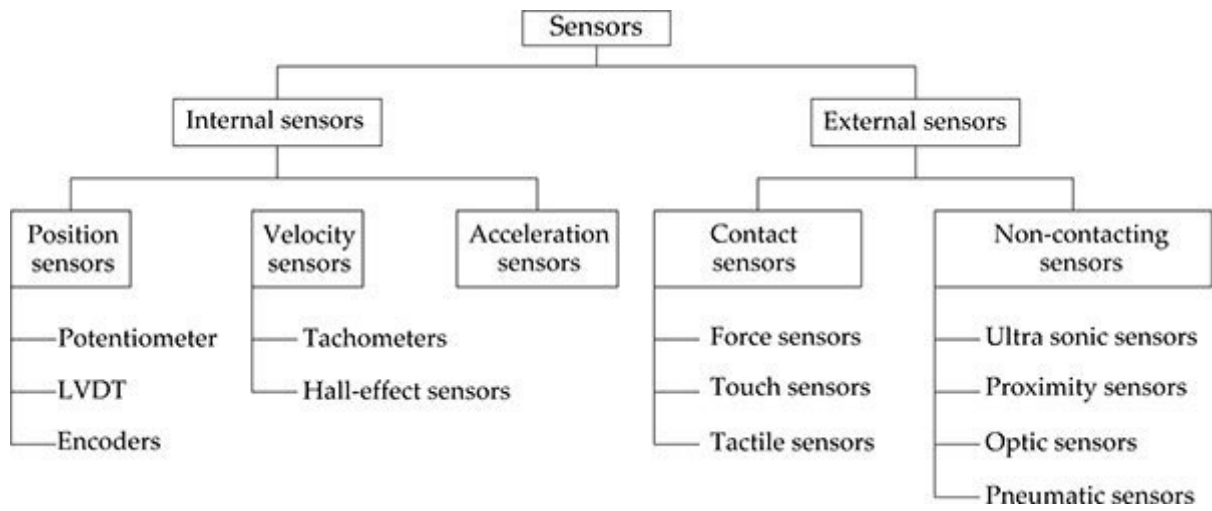 Sensors
Internal sensors
External sensors
Position
sensors
Velocity
sensors
Acceleration
sensors
Contact
sensors
Non-contacting
sensors
Potentiometer
LVDT
Encoders
Tachometers
Hall-effect sensors
Force sensors
Touch sensors
Tactile sensors
Ultra sonic sensors
Proximity sensors
Optic sensors
Pneumatic sensors